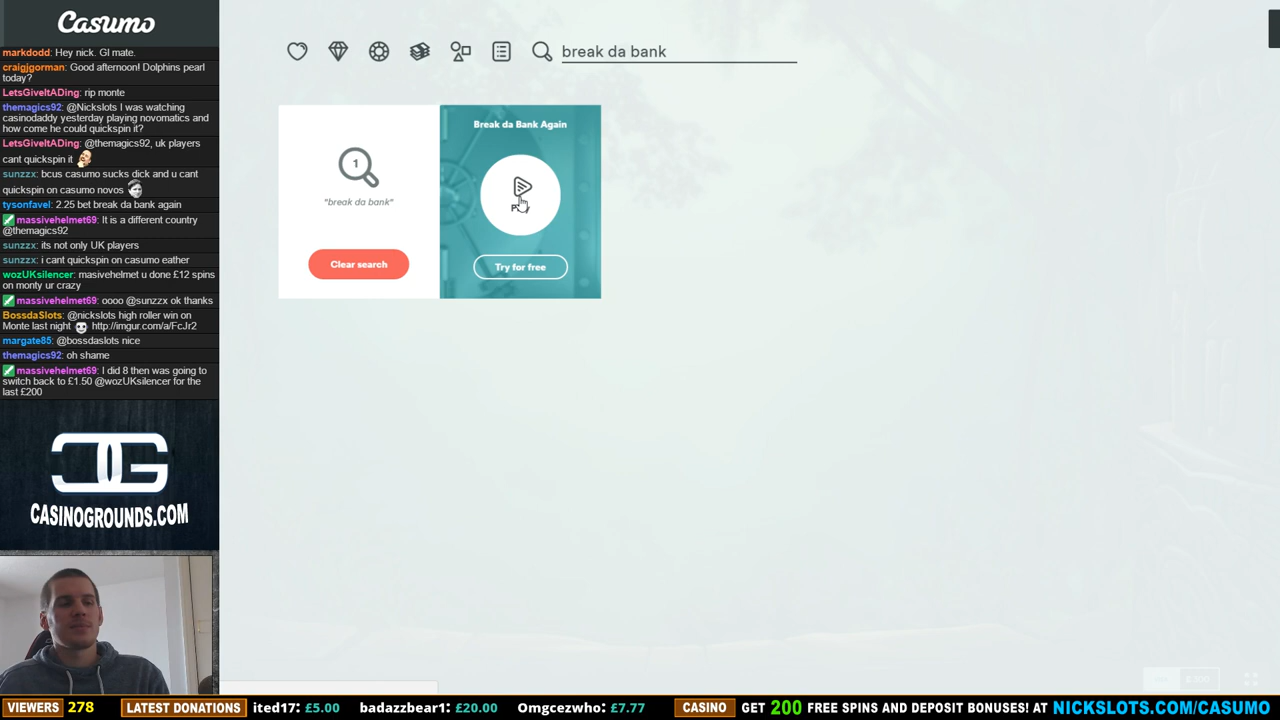 Casumo
markdodd: Hey nick. Gl mate.
craigjgorman: Good afternoon! Dolphins pearl
today?
LetsGiveItADing: rip monte
themagics92: @Nickslots I was watching
casinodaddy yesterday playing novomatics and
how come he could quickspin it?
LetsGiveItADing: @themagics92, uk players
cant quickspin it
sunzzx: bcus casumo sucks dick and u cant
quickspin on casumo novos
tysonfavel: 2.25 bet break da bank again
massivehelmet69: It is a different country
@themagics92
sunzzx: its not only UK players
sunzzx: i cant quickspin on casumo eather
wozUKsilencer: masivehelmet u done £12 spins
on monty ur crazy
massivehelmet69: oooo @sunzzx ok thanks
BossdaSlots: @nickslots high roller win on
Monte last night http://imgur.com/a/FcJr2
margate85: @bossdaslots nice
themagics92: oh shame
massivehelmet69: I did 8 then was going to
switch back to £1.50 @wozUKsilencer for the
last £200
CASINOGROUNDS.COM
break da bank
1
"break da bank"
Clear search
Break da Bank Again
Try for free
VIEWERS 278 LATEST DONATIONS ited17: £5.00 badazzbear1: £20.00 Omgcezwho: £7.77 CASINO GET 200 FREE SPINS AND DEPOSIT BONUSES! AT NICKSLOTS.COM/CASUMO